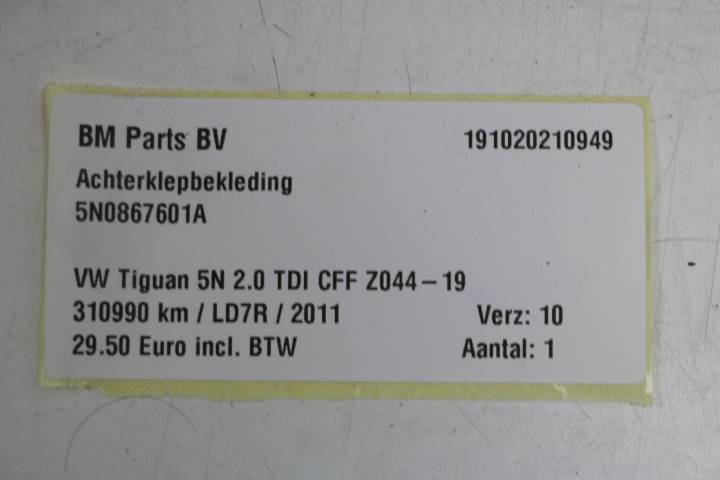 BM Parts BV 191020210949
Achterklepbekleding
5N0867601A
VW Tiguan 5N 2.0 TDI CFF Z044-19
310990 km / LD7R / 2011 Verz: 10
29.50 Euro incl. BTW Aantal: 1